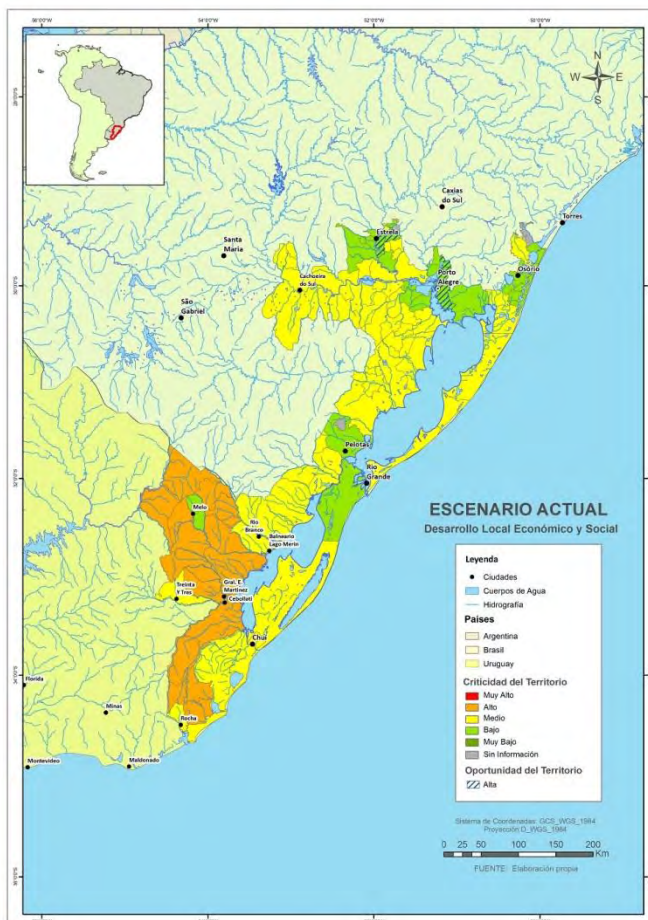 N
W
E
S
Caxias
do Sul
Torres
Estrela
Santa
Maria
Osório
Porto
Alegre
Cachoeira
do Sul
São
Gabriel
Pelotas
Rio
Grande
Melo
Rio
Branco
Balneario
Lago Merín
Treinta
Y Tres
Gral. E.
Martínez
Cebollatí
Chui
Florida
Minas
Rocha
Montevideo
Maldonado
ESCENARIO ACTUAL
Desarrollo Local Económico y Social
Leyenda
Ciudades
Cuerpos de Agua
Hidrografía
Países
Argentina
Brasil
Uruguay
Criticidad del Territorio
Muy Alto
Alto
Medio
Bajo
Muy Bajo
Sin Información
Oportunidad del Territorio
Alta
Sistema de Coordenadas: GCS_WGS_1984
Proyección D_WGS_1984
0 25 50 100 150 200
Km
FUENTE: Elaboración propia